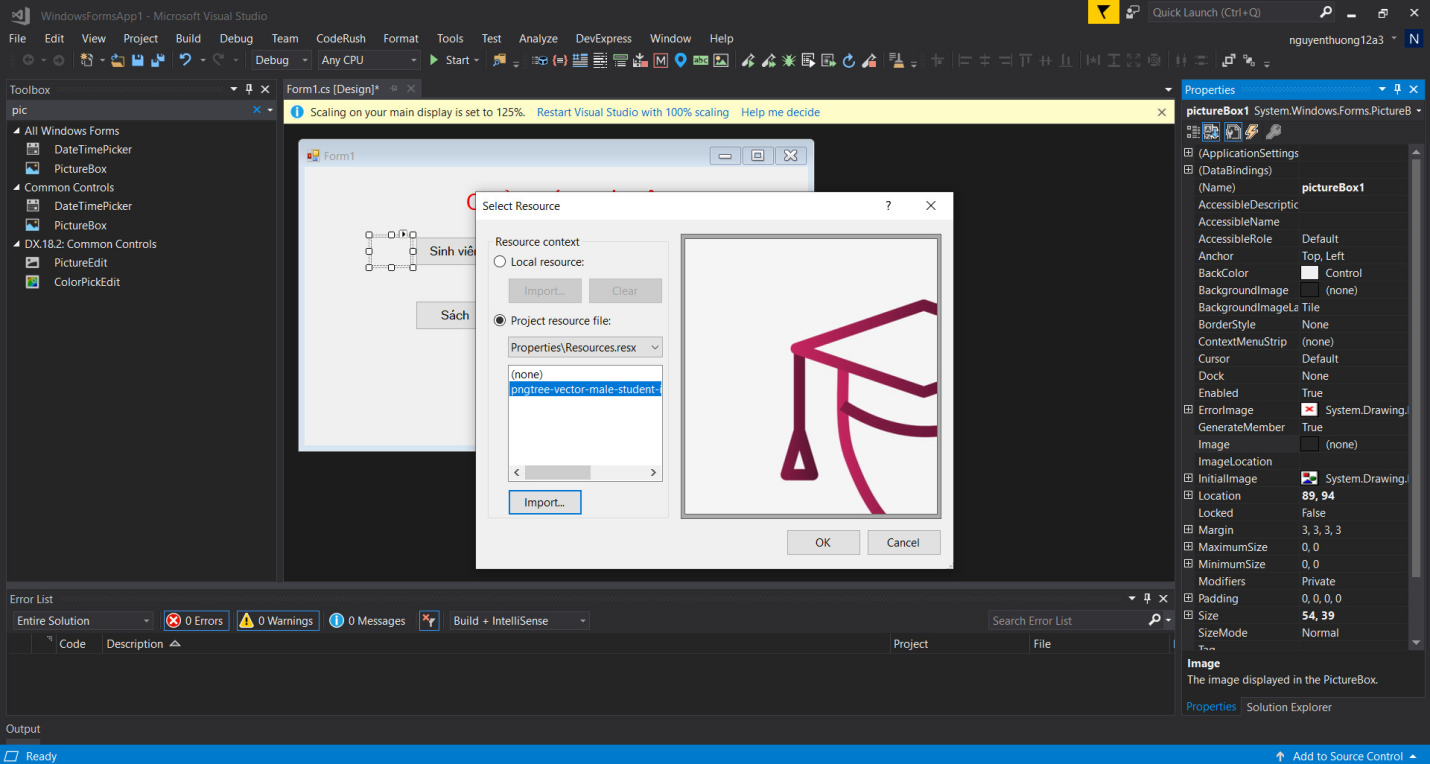 WindowsFormsApp1 - Microsoft Visual Studio
Quick Launch (Ctrl+Q)
File Edit View Project Build Debug Team CodeRush Format Tools Test Analyze DevExpress Window Help
nguyenthuong12a3 N
Debug Any CPU Start
Toolbox
pic
All Windows Forms
DateTimePicker
PictureBox
Common Controls
DateTimePicker
PictureBox
DX.18.2: Common Controls
PictureEdit
ColorPickEdit
Form1.cs [Design]*
Scaling on your main display is set to 125%. Restart Visual Studio with 100% scaling Help me decide
Form1
Sinh viên
Sách
Select Resource
Resource context
Local resource:
Import... Clear
Project resource file:
Properties\Resources.resx
(none)
pngtree-vector-male-student-i
Import...
OK Cancel
Properties
pictureBox1 System.Windows.Forms.PictureB
(ApplicationSettings
(DataBindings)
(Name) pictureBox1
AccessibleDescriptic
AccessibleName
AccessibleRole Default
Anchor Top, Left
BackColor Control
BackgroundImage (none)
BackgroundImageLa Tile
BorderStyle None
ContextMenuStrip (none)
Cursor Default
Dock None
Enabled True
ErrorImage System.Drawing.
GenerateMember True
Image (none)
ImageLocation
InitialImage System.Drawing.
Location 89, 94
Locked False
Margin 3, 3, 3, 3
MaximumSize 0, 0
MinimumSize 0, 0
Modifiers Private
Padding 0, 0, 0, 0
Size 54, 39
SizeMode Normal
Tag
Image
The image displayed in the PictureBox.
Properties Solution Explorer
Error List
Entire Solution 0 Errors 0 Warnings 0 Messages Build + IntelliSense Search Error List
Code Description Project File
Output
Ready Add to Source Control